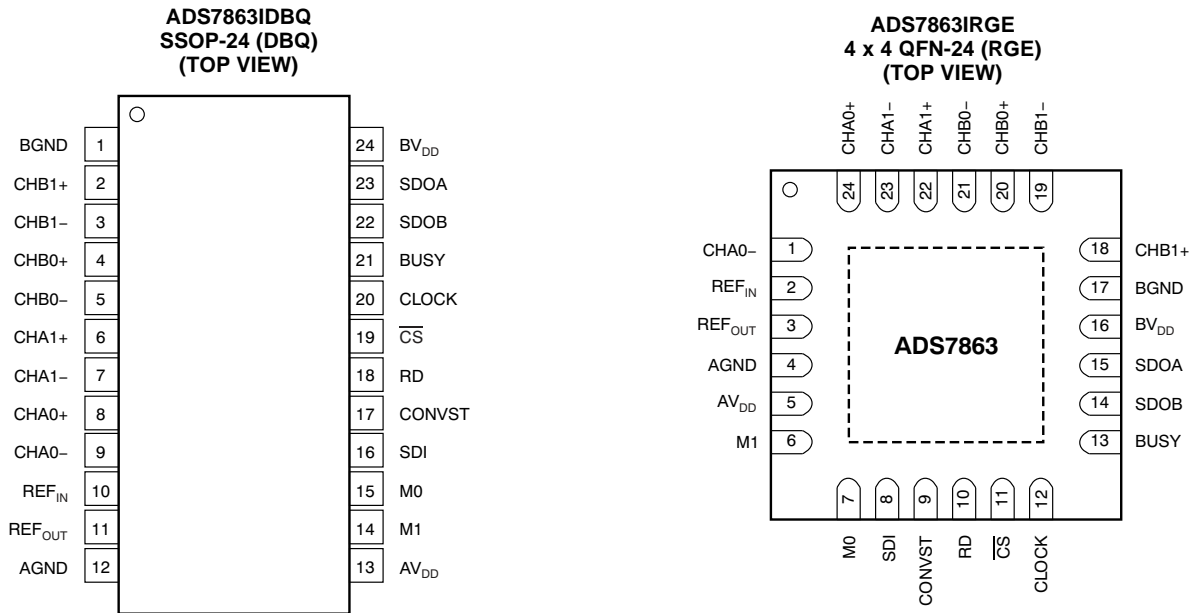 ADS7863IDBQ
SSOP-24 (DBQ)
(TOP VIEW)
BGND 1
CHB1+ 2
CHB1− 3
CHB0+ 4
CHB0− 5
CHA1+ 6
CHA1− 7
CHA0+ 8
CHA0− 9
REFIN 10
REFOUT 11
AGND 12
24 BVDD
23 SDOA
22 SDOB
21 BUSY
20 CLOCK
19 C̅S̅
18 RD
17 CONVST
16 SDI
15 M0
14 M1
13 AVDD
ADS7863IRGE
4 x 4 QFN-24 (RGE)
(TOP VIEW)
CHA0+
CHA1−
CHA1+
CHB0−
CHB0+
CHB1−
24
23
22
21
20
19
CHA0− 1
REFIN 2
REFOUT 3
AGND 4
AVDD 5
M1 6
ADS7863
18 CHB1+
17 BGND
16 BVDD
15 SDOA
14 SDOB
13 BUSY
7
8
9
10
11
12
M0
SDI
CONVST
RD
C̅S̅
CLOCK